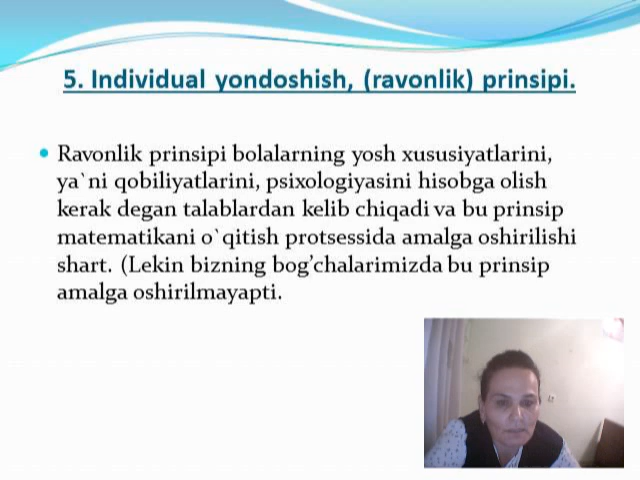 5. Individual yondoshish, (ravonlik) prinsipi.
Ravonlik prinsipi bolalarning yosh xususiyatlarini,
ya`ni qobiliyatlarini, psixologiyasini hisobga olish
kerak degan talablardan kelib chiqadi va bu prinsip
matematikani o`qitish protsessida amalga oshirilishi
shart. (Lekin bizning bog’chalarimizda bu prinsip
amalga oshirilmayapti.